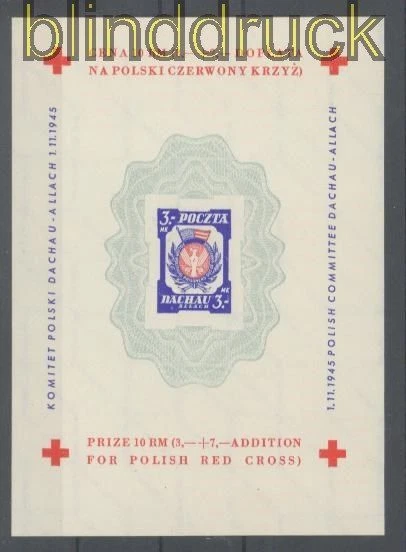 blinddruck
NA POLSKI CZERWONY KRZYŻ)
KOMITET POLSKI DACHAU - ALLACH 1.11.1945
3.- POCZTA
MK
MK
DACHAU 3.-
ALLACH
1.11.1945 POLISH COMMITTEE DACHAU - ALLACH
PRIZE 10 RM (3,—+7,—ADDITION
FOR POLISH RED CROSS)